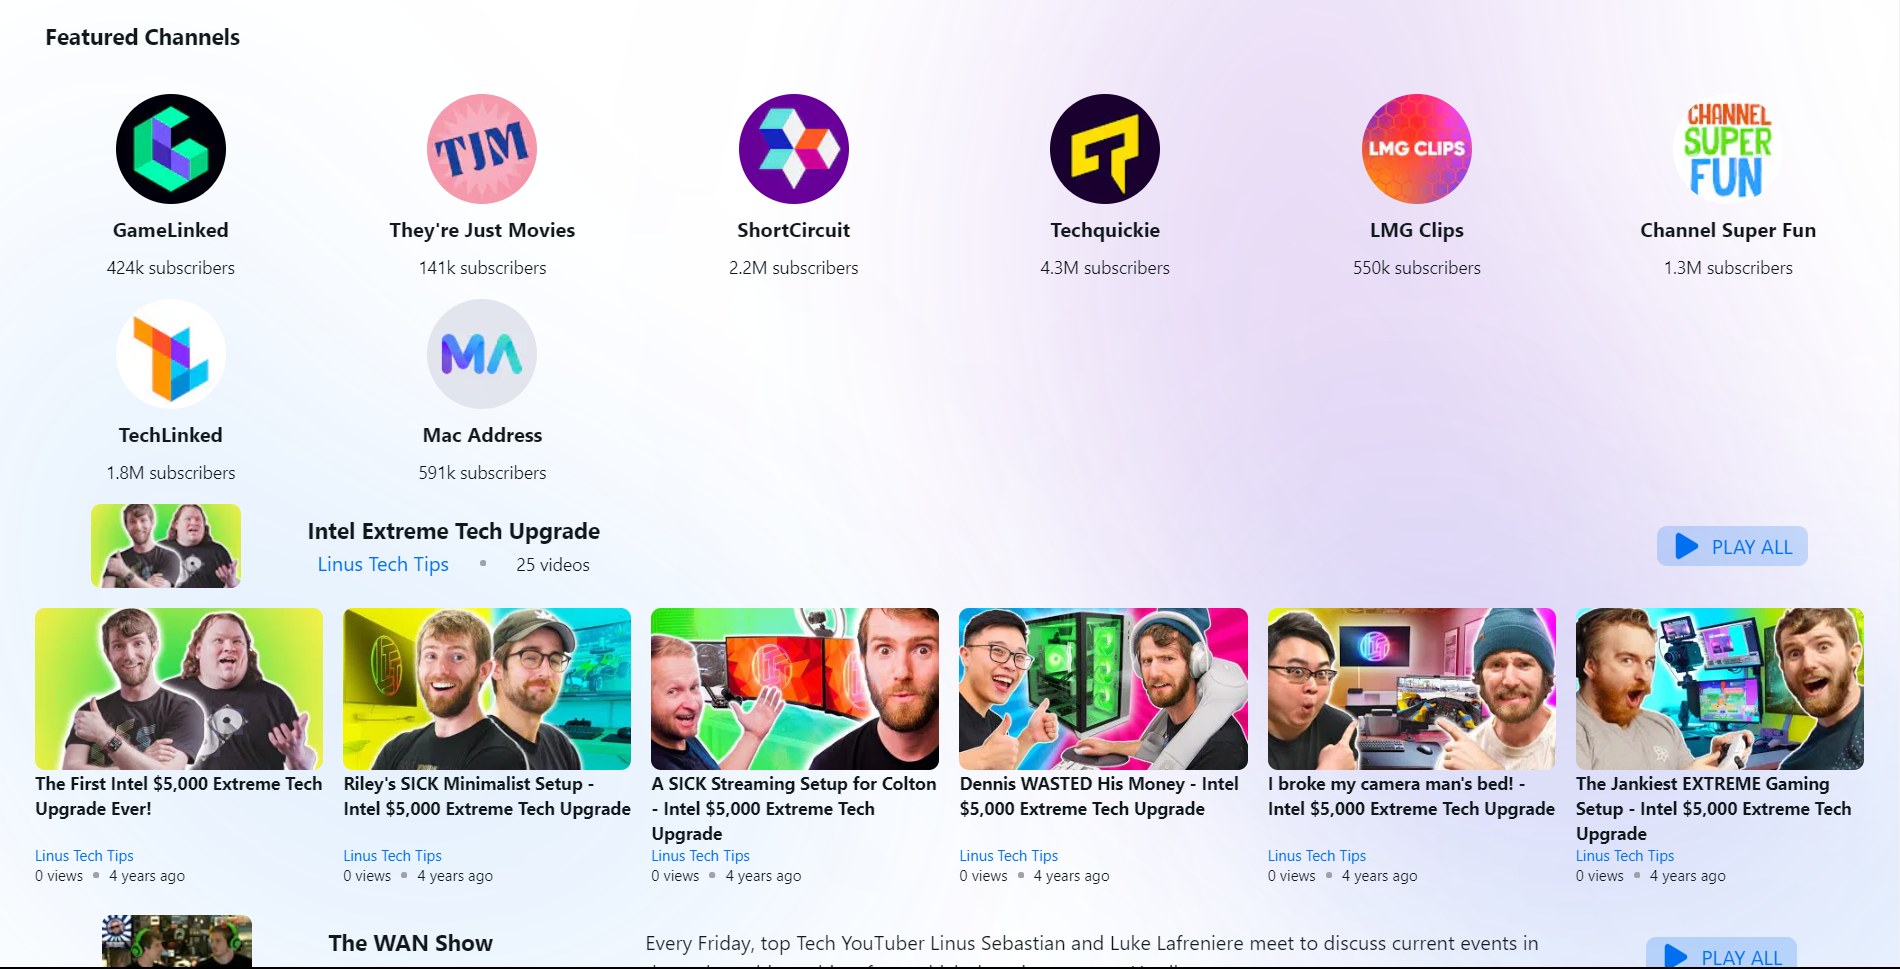 Featured Channels
TJM
LMG CLIPS
CHANNEL
SUPER
FUN
GameLinked
They're Just Movies
ShortCircuit
Techquickie
LMG Clips
Channel Super Fun
424k subscribers
141k subscribers
2.2M subscribers
4.3M subscribers
550k subscribers
1.3M subscribers
MA
TechLinked
Mac Address
1.8M subscribers
591k subscribers
Intel Extreme Tech Upgrade
Linus Tech Tips • 25 videos
PLAY ALL
The First Intel $5,000 Extreme Tech
Upgrade Ever!
Linus Tech Tips
0 views • 4 years ago
Riley's SICK Minimalist Setup -
Intel $5,000 Extreme Tech Upgrade
Linus Tech Tips
0 views • 4 years ago
A SICK Streaming Setup for Colton
- Intel $5,000 Extreme Tech
Upgrade
Linus Tech Tips
0 views • 4 years ago
Dennis WASTED His Money - Intel
$5,000 Extreme Tech Upgrade
Linus Tech Tips
0 views • 4 years ago
I broke my camera man's bed! -
Intel $5,000 Extreme Tech Upgrade
Linus Tech Tips
0 views • 4 years ago
The Jankiest EXTREME Gaming
Setup - Intel $5,000 Extreme Tech
Upgrade
Linus Tech Tips
0 views • 4 years ago
The WAN Show
Every Friday, top Tech YouTuber Linus Sebastian and Luke Lafreniere meet to discuss current events in
PLAY ALL